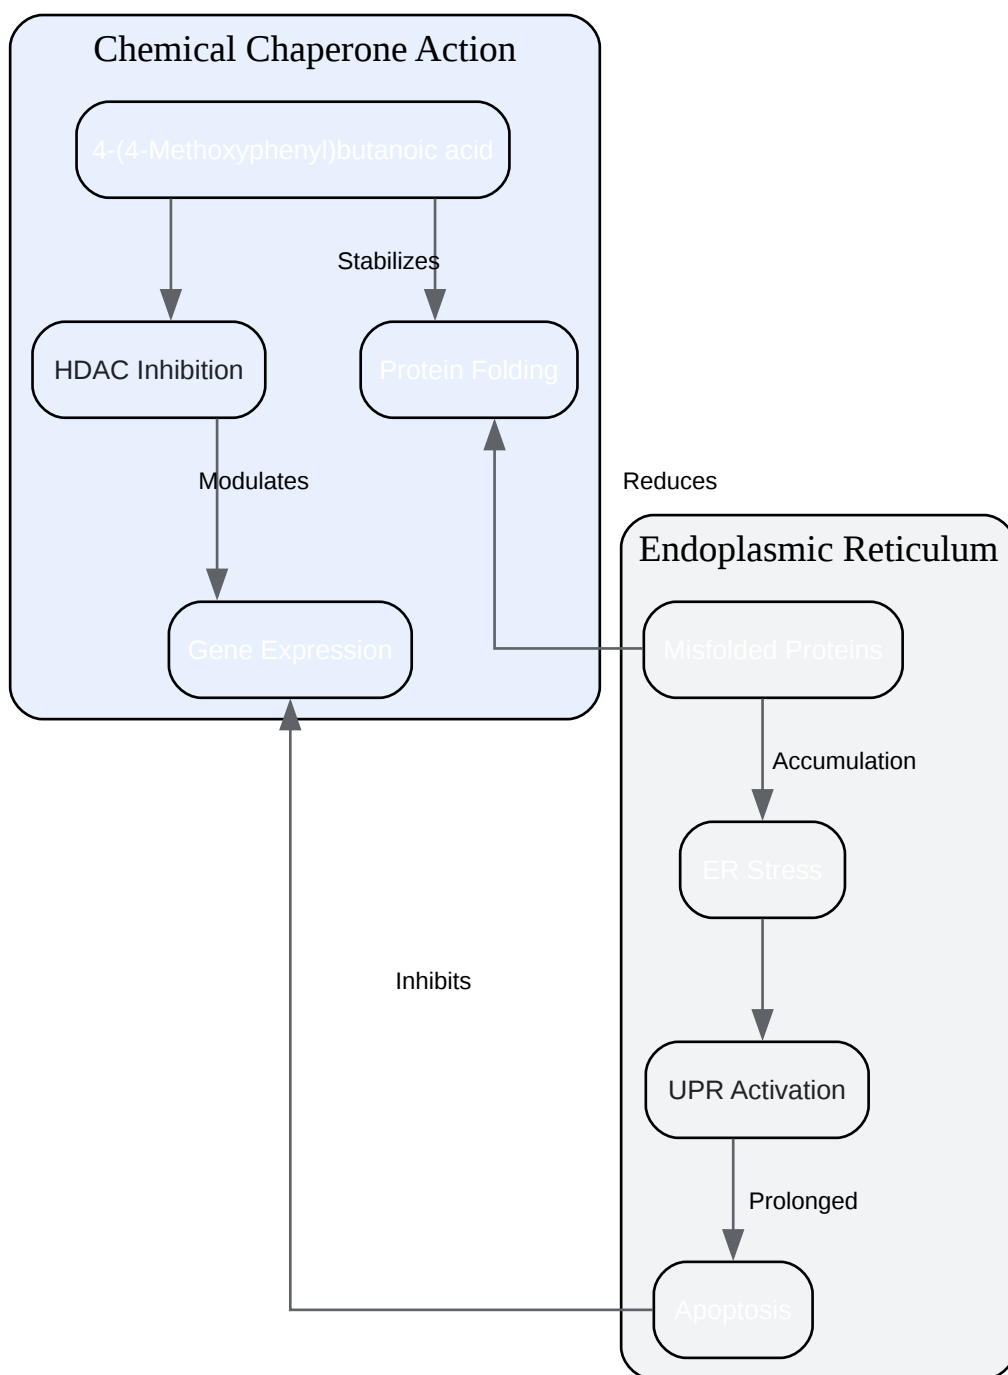 Chemical Chaperone Action
4-(4-Methoxyphenyl)butanoic acid
Stabilizes
HDAC Inhibition
Protein Folding
Modulates
Reduces
Endoplasmic Reticulum
Gene Expression
Misfolded Proteins
Accumulation
ER Stress
Inhibits
UPR Activation
Prolonged
Apoptosis